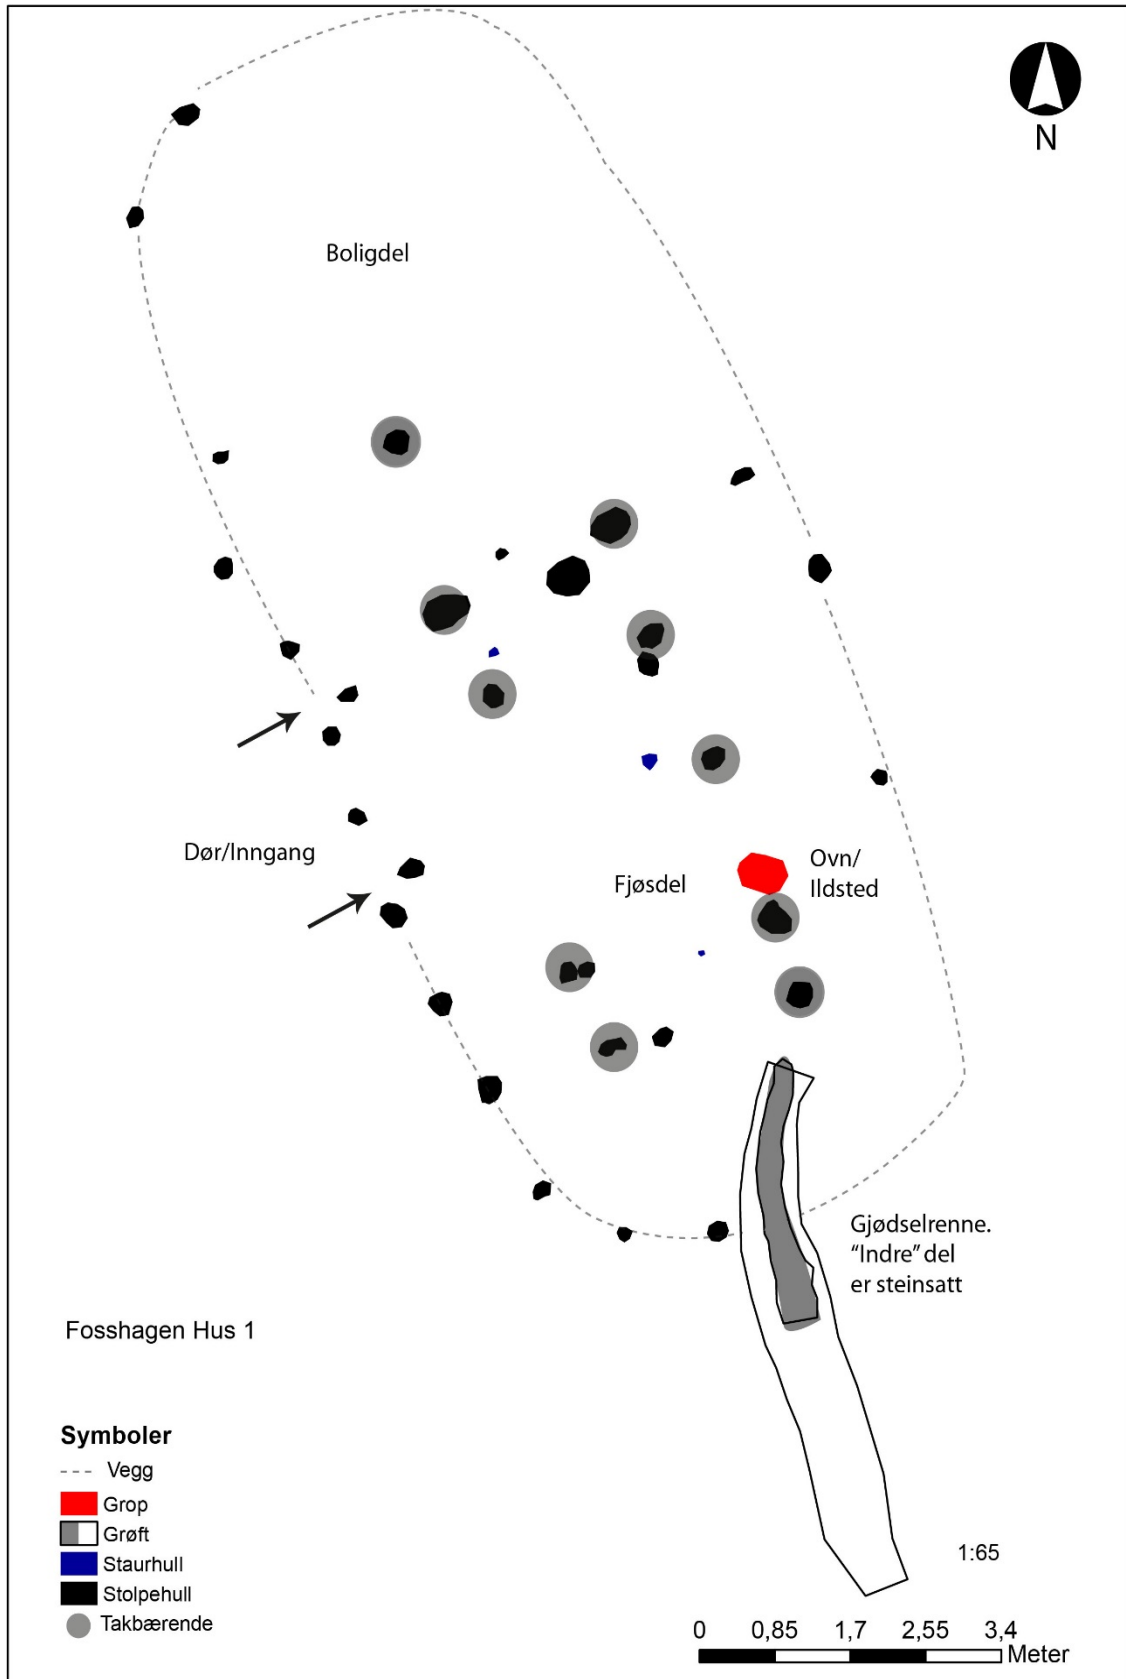 N
Boligdel
Dør/Inngang
Fjøsdel
Ovn/
Ildsted
Gjødselrenne.
“Indre” del
er steinsatt
Fosshagen Hus 1
Symboler
Vegg
Grop
Grøft
Staurhull
Stolpehull
Takbærende
1:65
0 0,85 1,7 2,55 3,4
Meter